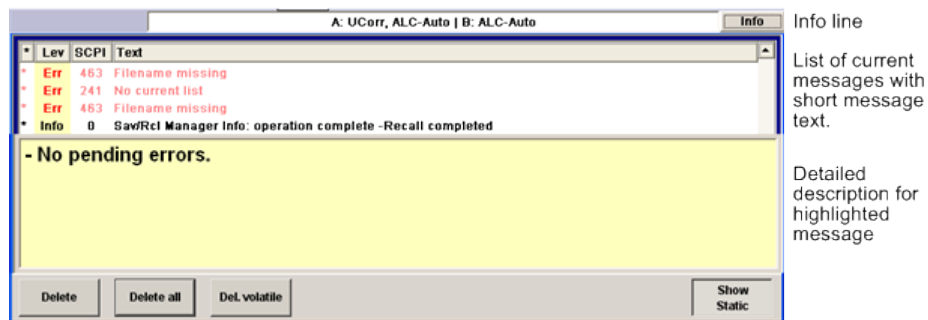 A: UCorr, ALC-Auto | B: ALC-Auto Info
Info line
* Lev SCPI Text
* Err 463 Filename missing
* Err 241 No current list
* Err 463 Filename missing
* Info 0 Sav/Rcl Manager Info: operation complete -Recall completed
List of current
messages with
short message
text.
- No pending errors.
Detailed
description for
highlighted
message
Delete Delete all Del. volatile Show
Static